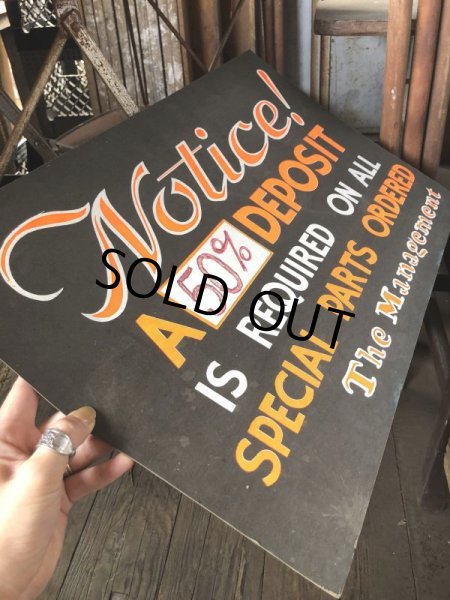 Notice!
A 50% DEPOSIT
IS REQUIRED ON ALL
SPECIAL PARTS ORDERED
The Management
SOLD OUT